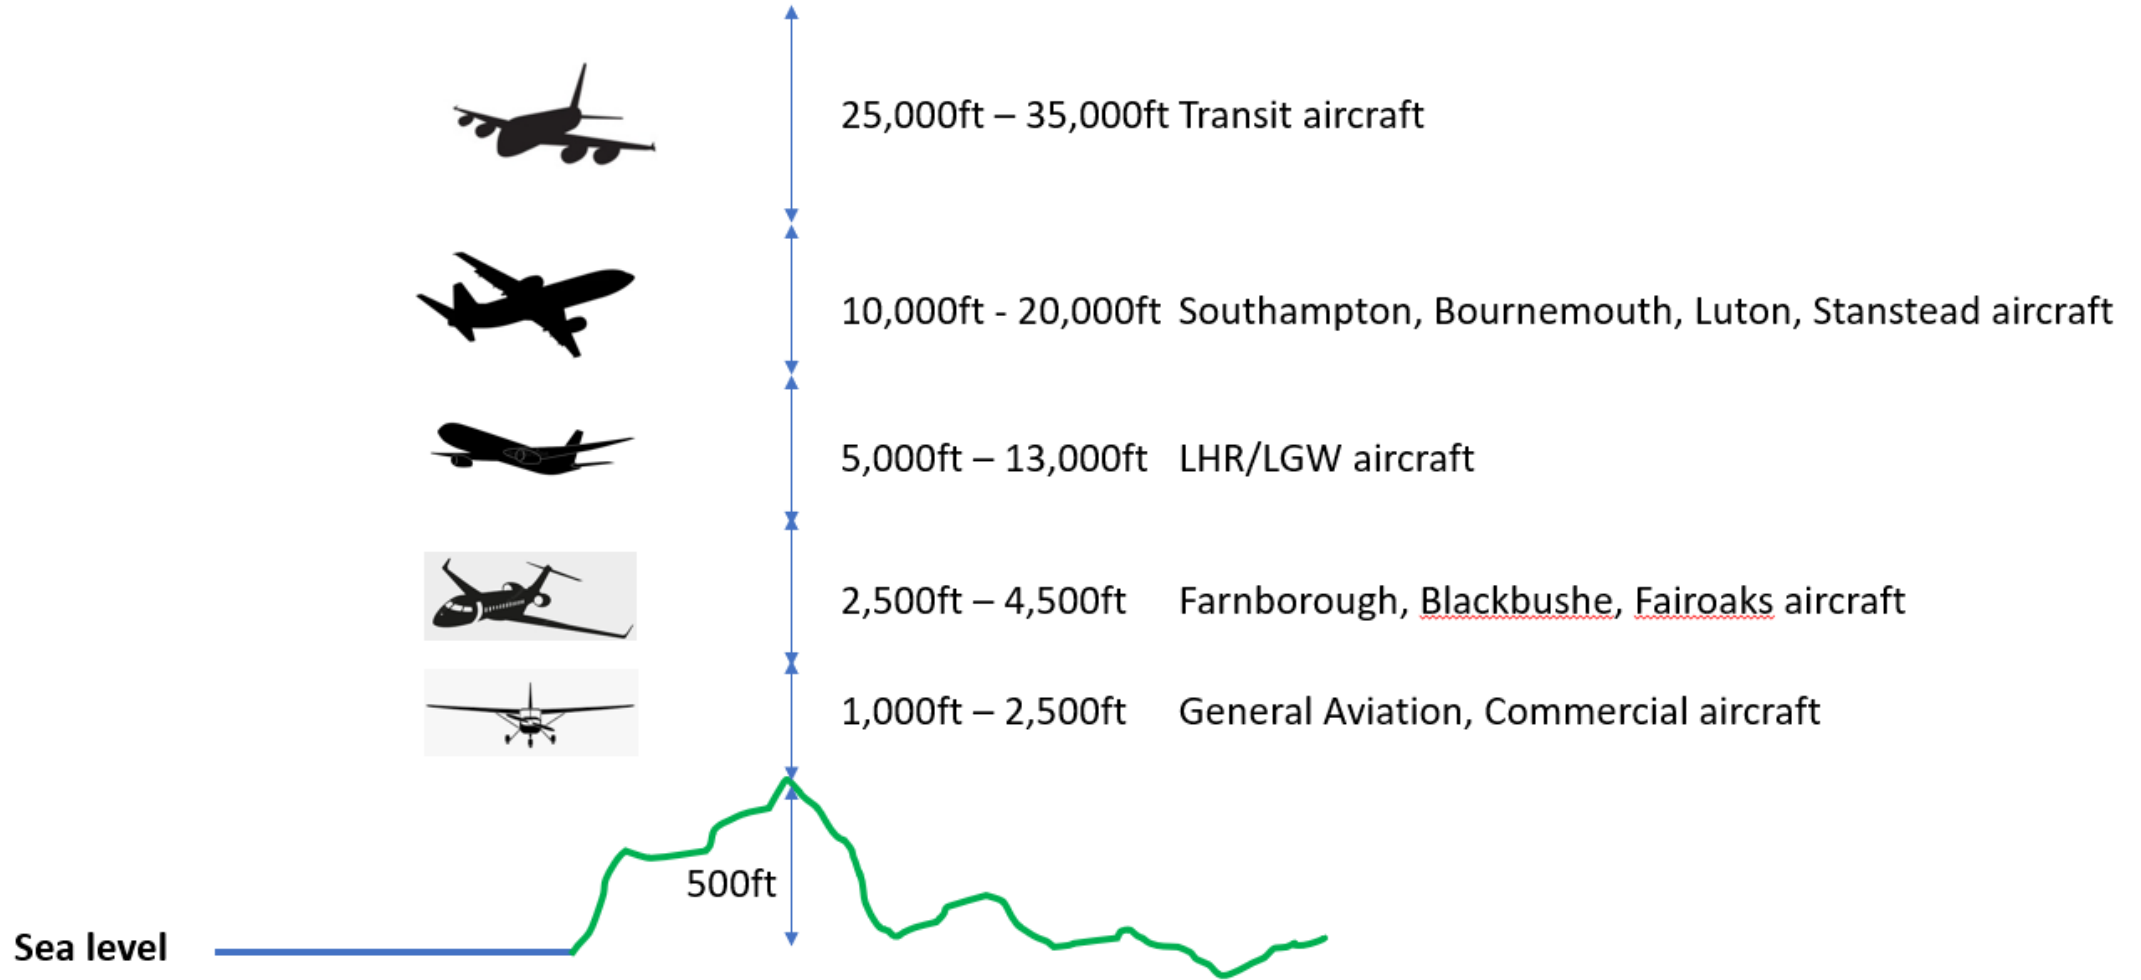 25,000ft – 35,000ft Transit aircraft
10,000ft - 20,000ft Southampton, Bournemouth, Luton, Stanstead aircraft
5,000ft – 13,000ft LHR/LGW aircraft
2,500ft – 4,500ft Farnborough, Blackbushe, Fairoaks aircraft
1,000ft – 2,500ft General Aviation, Commercial aircraft
500ft
Sea level